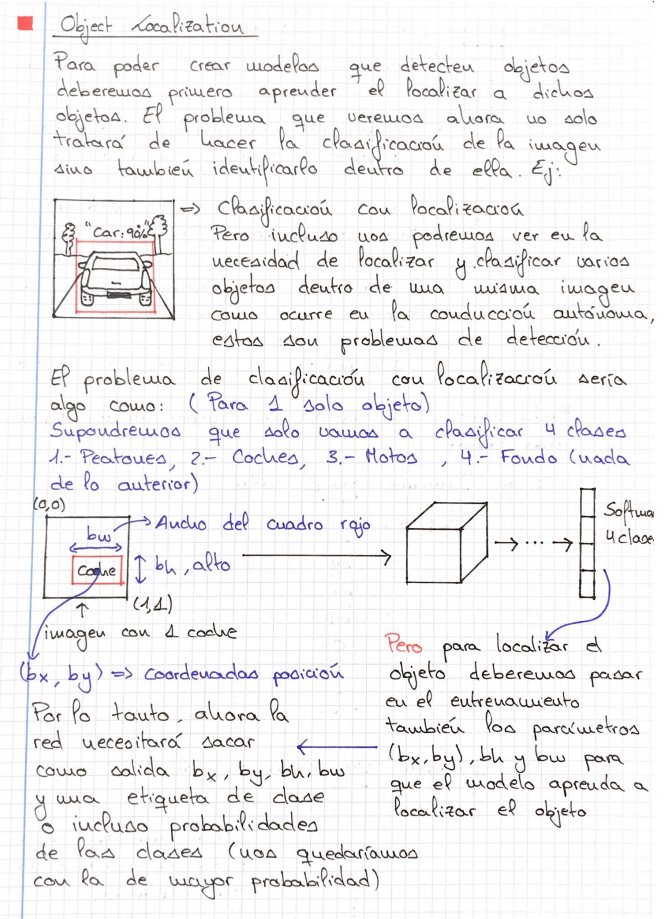 Object Localization
Para poder crear modelos que detecten objetos
deberemos primero aprender el localizar a dichos
objetos. El problema que veremos ahora no solo
tratará de hacer la clasificación de la imagen
sino también identificarlo dentro de ella. Ej:
"Car: 90%"
=> Clasificación con localización
Pero incluso nos podremos ver en la
necesidad de localizar y clasificar varios
objetos dentro de una misma imagen
como ocurre en la conducción autónoma,
estos son problemas de detección.
El problema de clasificación con localización sería
algo como: (Para 1 solo objeto)
Supondremos que solo vamos a clasificar 4 clases
1.- Peatones, 2.- Coches, 3.- Motos, 4.- Fondo (nada
de lo anterior)
(0,0)
bw
Ancho del cuadro rojo
coche
bh, alto
(1,1)
imagen con 1 coche
(bx, by) => coordenadas posición
Softma
4 clase
Pero para localizar el
objeto deberemos pasar
en el entrenamiento
también los parámetros
(bx, by), bh y bw para
que el modelo aprenda a
localizar el objeto
Por lo tanto, ahora la
red necesitará sacar
como salida bx, by, bh, bw
y una etiqueta de clase
o incluso probabilidades
de las clases (nos quedaríamos
con la de mayor probabilidad)